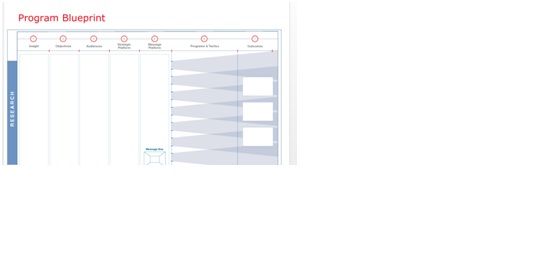 Program Blueprint
Insight
Objectives
Audiences
Strategic
Platform
Message
Platform
Programs & Tactics
Outcomes
RESEARCH
Message Box